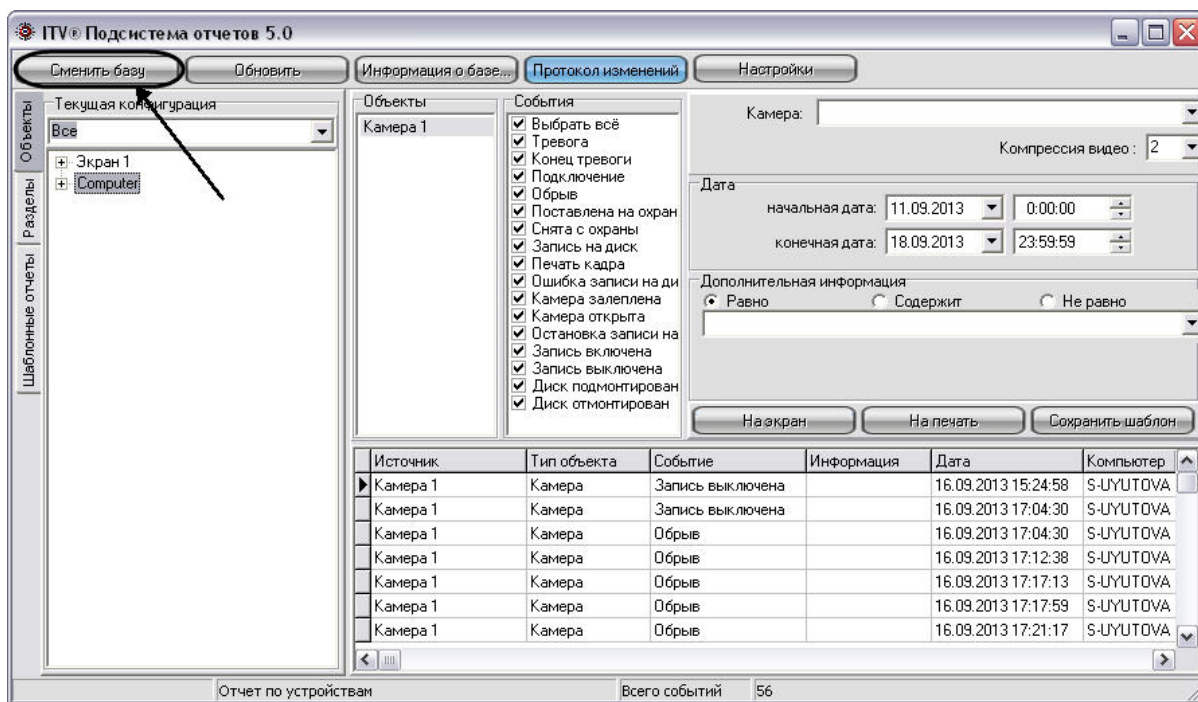 ITV® Подсистема отчетов 5.0
Сменить базу Обновить Информация о базе... Протокол изменений Настройки
Объекты
Разделы
Шаблонные отчеты
Текущая конфигурация
Все
Экран 1
Computer
Объекты
Камера 1
События
Выбрать всё
Тревога
Конец тревоги
Подключение
Обрыв
Поставлена на охран
Снята с охраны
Запись на диск
Печать кадра
Ошибка записи на ди
Камера залеплена
Камера открыта
Остановка записи на
Запись включена
Запись выключена
Диск подмонтирован
Диск отмонтирован
Камера:
Компрессия видео : 2
Дата
начальная дата: 11.09.2013 0:00:00
конечная дата: 18.09.2013 23:59:59
Дополнительная информация
Равно Содержит Не равно
На экран На печать Сохранить шаблон
Источник Тип объекта Событие Информация Дата Компьютер
Камера 1 Камера Запись выключена 16.09.2013 15:24:58 S-UYUTOVA
Камера 1 Камера Запись выключена 16.09.2013 17:04:30 S-UYUTOVA
Камера 1 Камера Обрыв 16.09.2013 17:04:30 S-UYUTOVA
Камера 1 Камера Обрыв 16.09.2013 17:12:38 S-UYUTOVA
Камера 1 Камера Обрыв 16.09.2013 17:17:13 S-UYUTOVA
Камера 1 Камера Обрыв 16.09.2013 17:17:59 S-UYUTOVA
Камера 1 Камера Обрыв 16.09.2013 17:21:17 S-UYUTOVA
Отчет по устройствам Всего событий 56